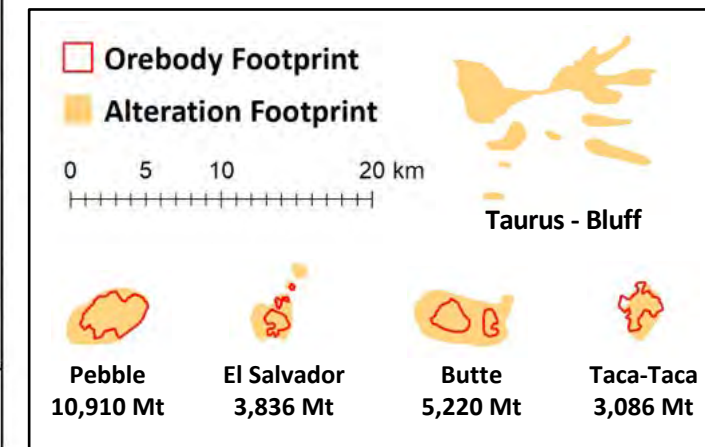 Orebody Footprint
Alteration Footprint
0 5 10 20 km
Taurus - Bluff
Pebble
10,910 Mt
El Salvador
3,836 Mt
Butte
5,220 Mt
Taca-Taca
3,086 Mt